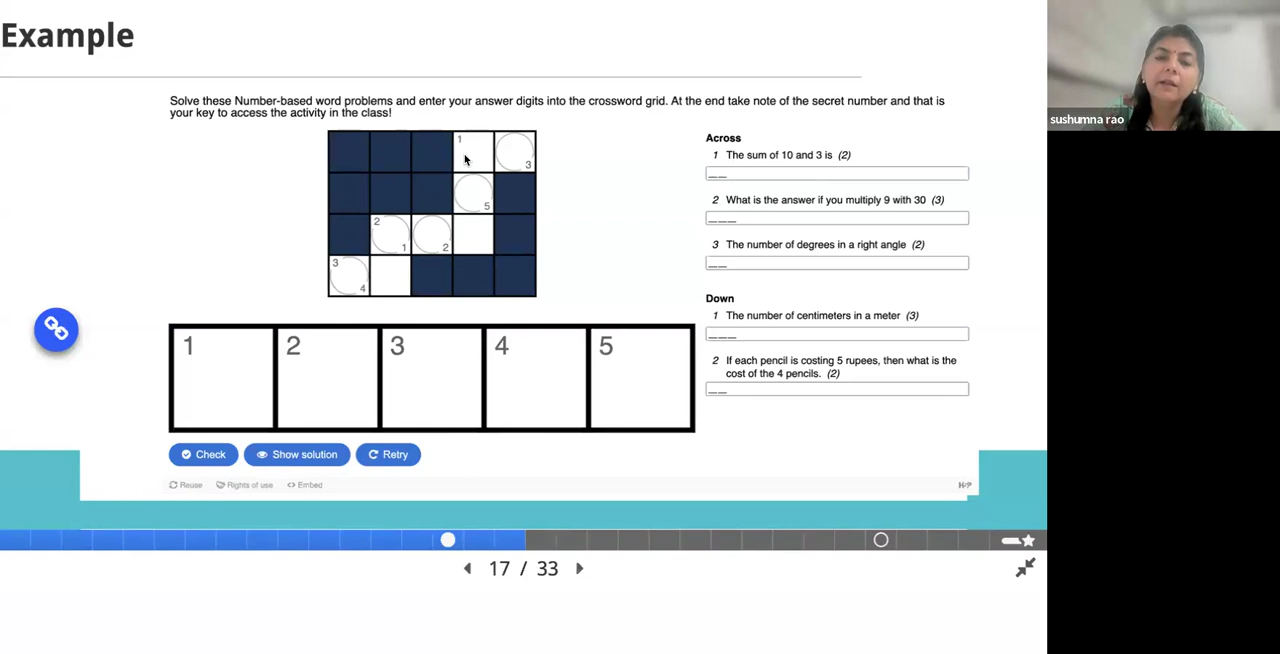 Example
Solve these Number-based word problems and enter your answer digits into the crossword grid. At the end take note of the secret number and that is
your key to access the activity in the class!
1
3
5
2
1
2
3
4
Across
1 The sum of 10 and 3 is (2)
__
2 What is the answer if you multiply 9 with 30 (3)
___
3 The number of degrees in a right angle (2)
__
Down
1 The number of centimeters in a meter (3)
___
2 If each pencil is costing 5 rupees, then what is the
cost of the 4 pencils. (2)
__
1 2 3 4 5
Check Show solution Retry
Reuse Rights of use <> Embed
H5P
17 / 33
sushumna rao